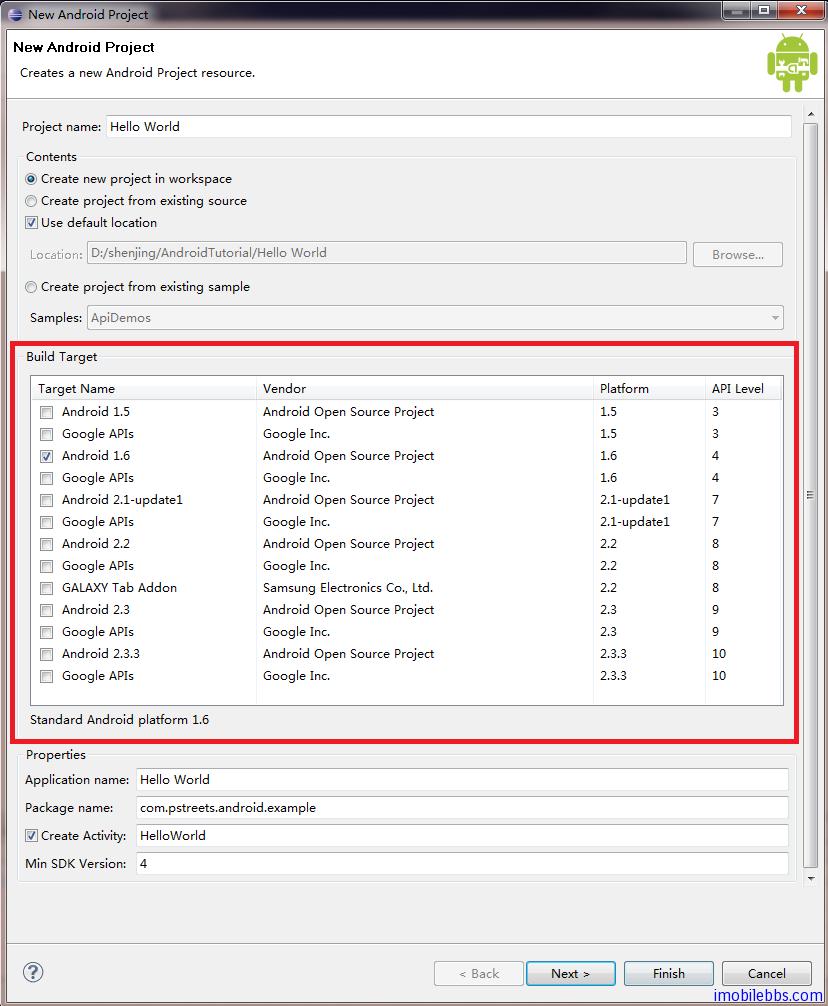 New Android Project
New Android Project
Creates a new Android Project resource.
Project name: Hello World
Contents
Create new project in workspace
Create project from existing source
Use default location
Location: D:/shenjing/AndroidTutorial/Hello World Browse...
Create project from existing sample
Samples: ApiDemos
Build Target
Target Name Vendor Platform API Level
Android 1.5 Android Open Source Project 1.5 3
Google APIs Google Inc. 1.5 3
Android 1.6 Android Open Source Project 1.6 4
Google APIs Google Inc. 1.6 4
Android 2.1-update1 Android Open Source Project 2.1-update1 7
Google APIs Google Inc. 2.1-update1 7
Android 2.2 Android Open Source Project 2.2 8
Google APIs Google Inc. 2.2 8
GALAXY Tab Addon Samsung Electronics Co., Ltd. 2.2 8
Android 2.3 Android Open Source Project 2.3 9
Google APIs Google Inc. 2.3 9
Android 2.3.3 Android Open Source Project 2.3.3 10
Google APIs Google Inc. 2.3.3 10
Standard Android platform 1.6
Properties
Application name: Hello World
Package name: com.pstreets.android.example
Create Activity: HelloWorld
Min SDK Version: 4
? < Back Next > Finish Cancel
imobilebbs.com